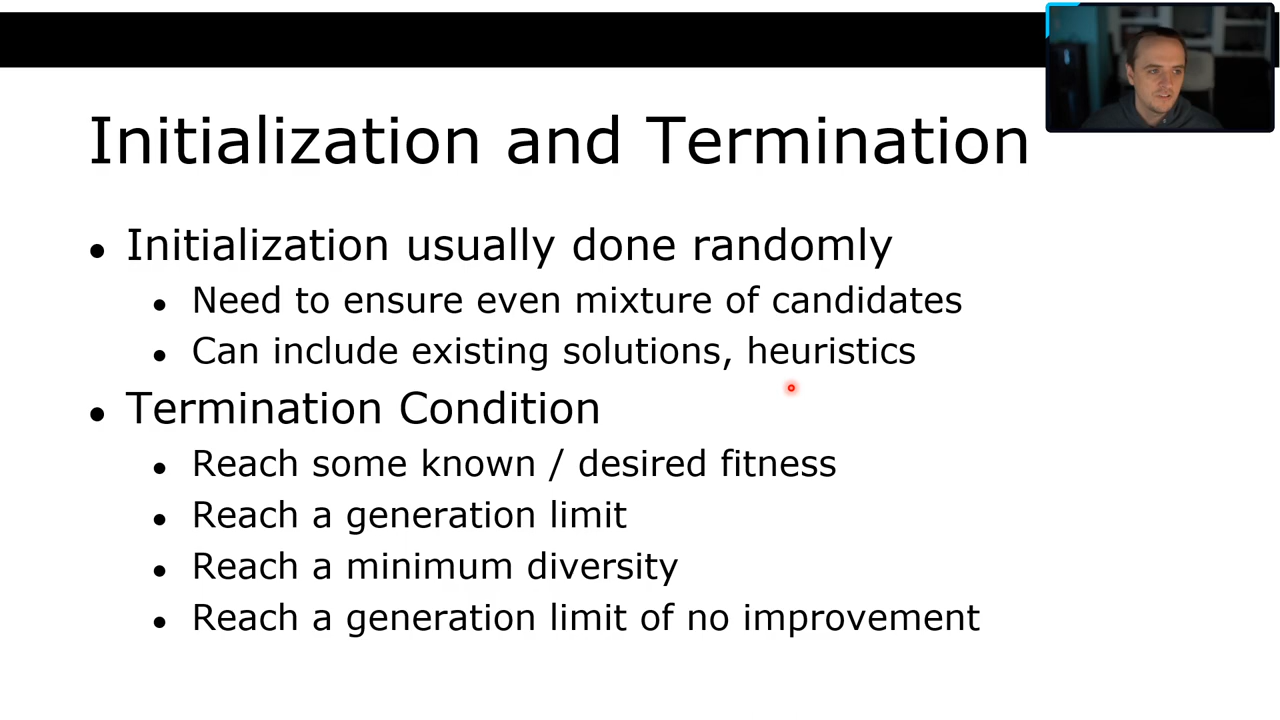 Initialization and Termination
• Initialization usually done randomly
• Need to ensure even mixture of candidates
• Can include existing solutions, heuristics
• Termination Condition
• Reach some known / desired fitness
• Reach a generation limit
• Reach a minimum diversity
• Reach a generation limit of no improvement